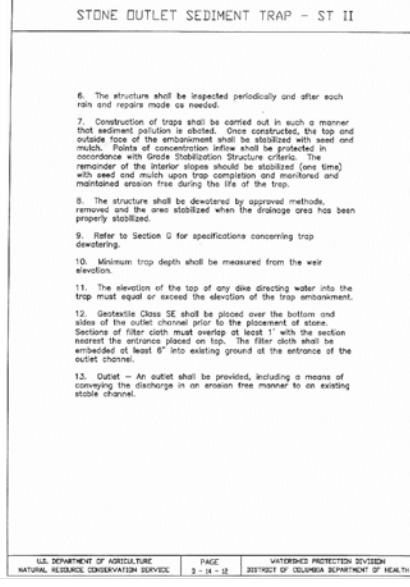 STONE OUTLET SEDIMENT TRAP - ST II
6. The structure shall be inspected periodically and after each
rain and repairs made as needed.
7. Construction of traps shall be carried out in such a manner
that sediment pollution is abated. Once constructed, the top and
outside face of the embankment shall be stabilized with seed and
mulch. Points of concentration inflow shall be protected in
accordance with Grade Stabilization Structure criteria. The
remainder of the interior slopes should be stabilized (one time)
with seed and mulch upon trap completion and monitored and
maintained erosion free during the life of the trap.
8. The structure shall be dewatered by approved methods,
removed and the area stabilized when the drainage area has been
properly stabilized.
9. Refer to Section G for specifications concerning trap
dewatering.
10. Minimum trap depth shall be measured from the weir
elevation.
11. The elevation of the top of any dike directing water into the
trap must equal or exceed the elevation of the trap embankment.
12. Geotextile Class SE shall be placed over the bottom and
sides of the outlet channel prior to the placement of stone.
Sections of filter cloth must overlap at least 1' with the section
nearest the entrance placed on top. The filter cloth shall be
embedded at least 6" into existing ground at the entrance of the
outlet channel.
13. Outlet – An outlet shall be provided, including a means of
conveying the discharge in an erosion free manner to an existing
stable channel.
U.S. DEPARTMENT OF AGRICULTURE
NATURAL RESOURCE CONSERVATION SERVICE
PAGE
D - 14 - 12
WATERSHED PROTECTION DIVISION
DISTRICT OF COLUMBIA DEPARTMENT OF HEALTH